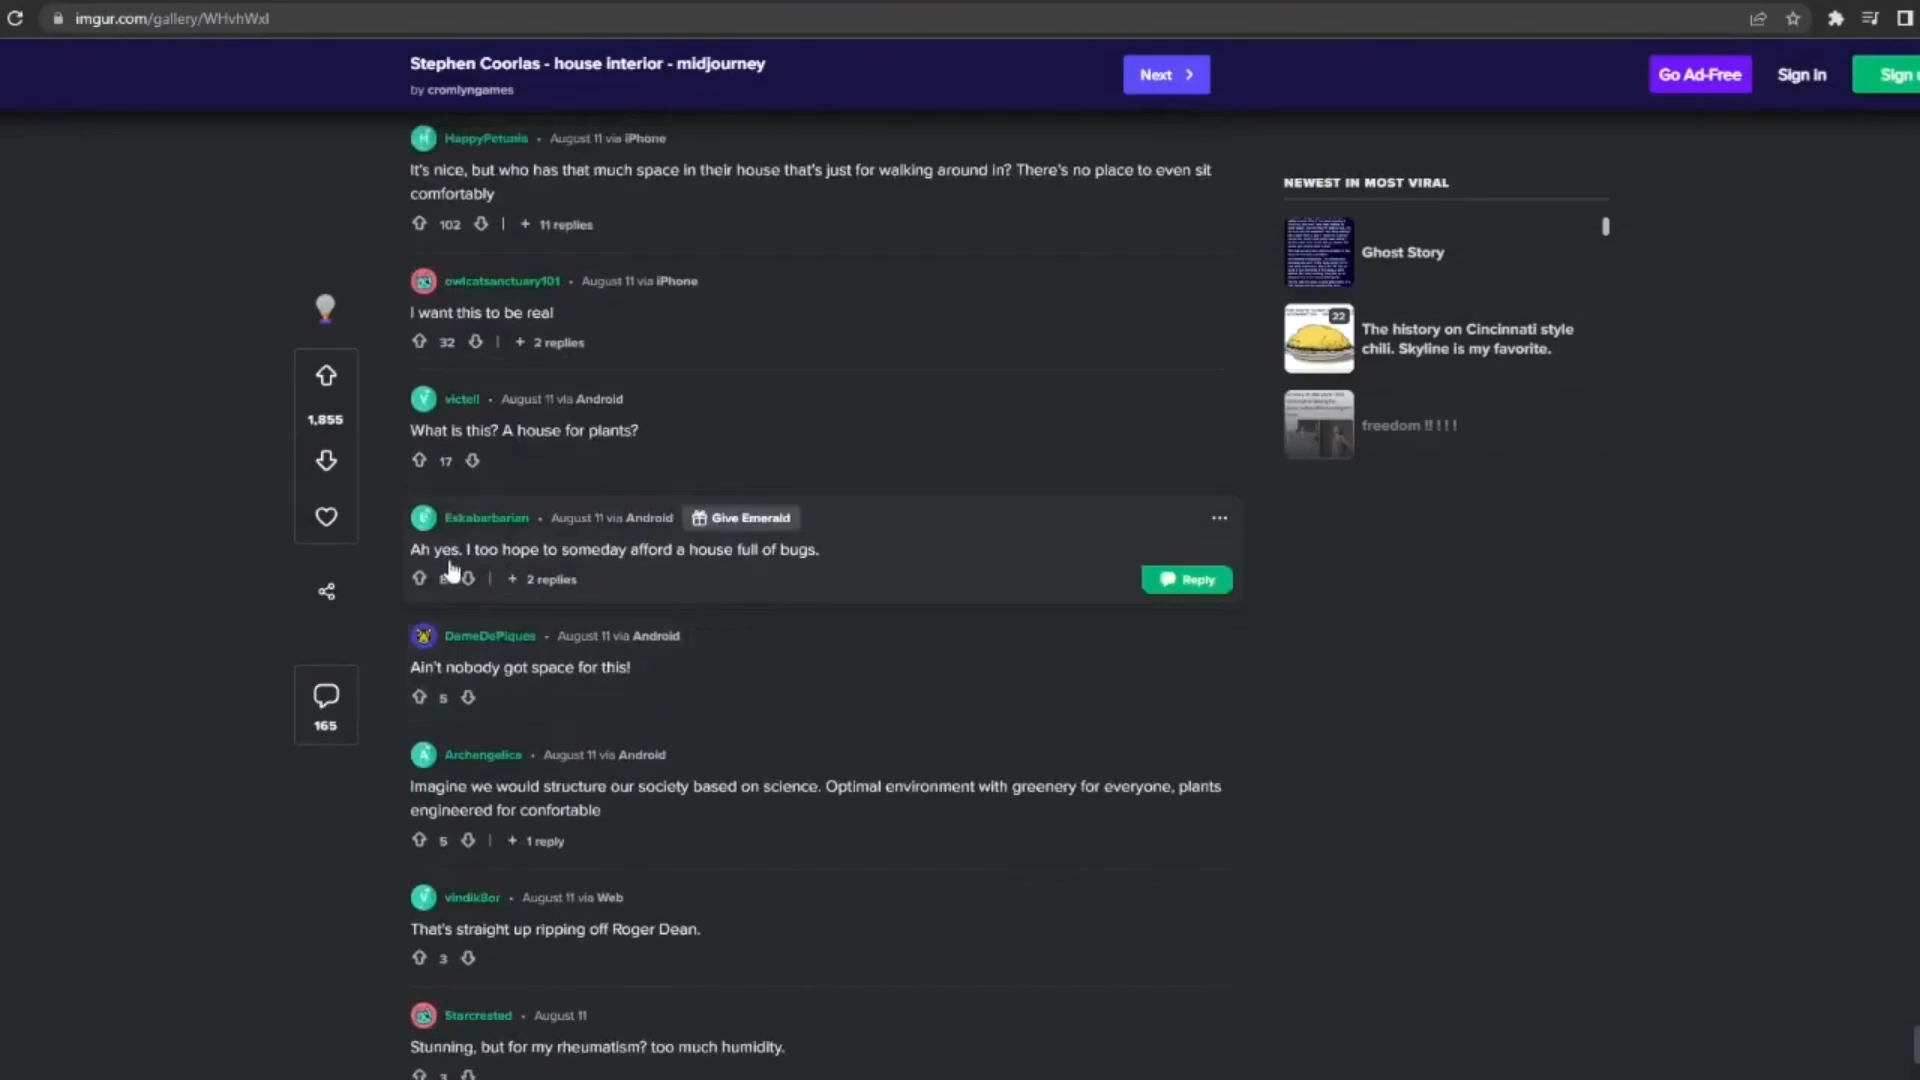 imgur.com/gallery/WHvhWxl
Stephen Coorlas - house interior - midjourney
by cromlyngames
Next
Go Ad-Free
Sign in
Sign
HappyPetunia • August 11 via iPhone
It's nice, but who has that much space in their house that's just for walking around in? There's no place to even sit
comfortably
102 | + 11 replies
owlcatsanctuary101 • August 11 via iPhone
I want this to be real
32 | + 2 replies
victell • August 11 via Android
What is this? A house for plants?
17
Eskabarbarian • August 11 via Android Give Emerald •••
Ah yes. I too hope to someday afford a house full of bugs.
| + 2 replies
Reply
DameDePiques • August 11 via Android
Ain't nobody got space for this!
5
Archengelica • August 11 via Android
Imagine we would structure our society based on science. Optimal environment with greenery for everyone, plants
engineered for confortable
5 | + 1 reply
vindik8or • August 11 via Web
That's straight up ripping off Roger Dean.
3
Starcreated • August 11
Stunning, but for my rheumatism? too much humidity.
3
1,855
165
NEWEST IN MOST VIRAL
Ghost Story
22
The history on Cincinnati style
chili. Skyline is my favorite.
freedom !!!!!